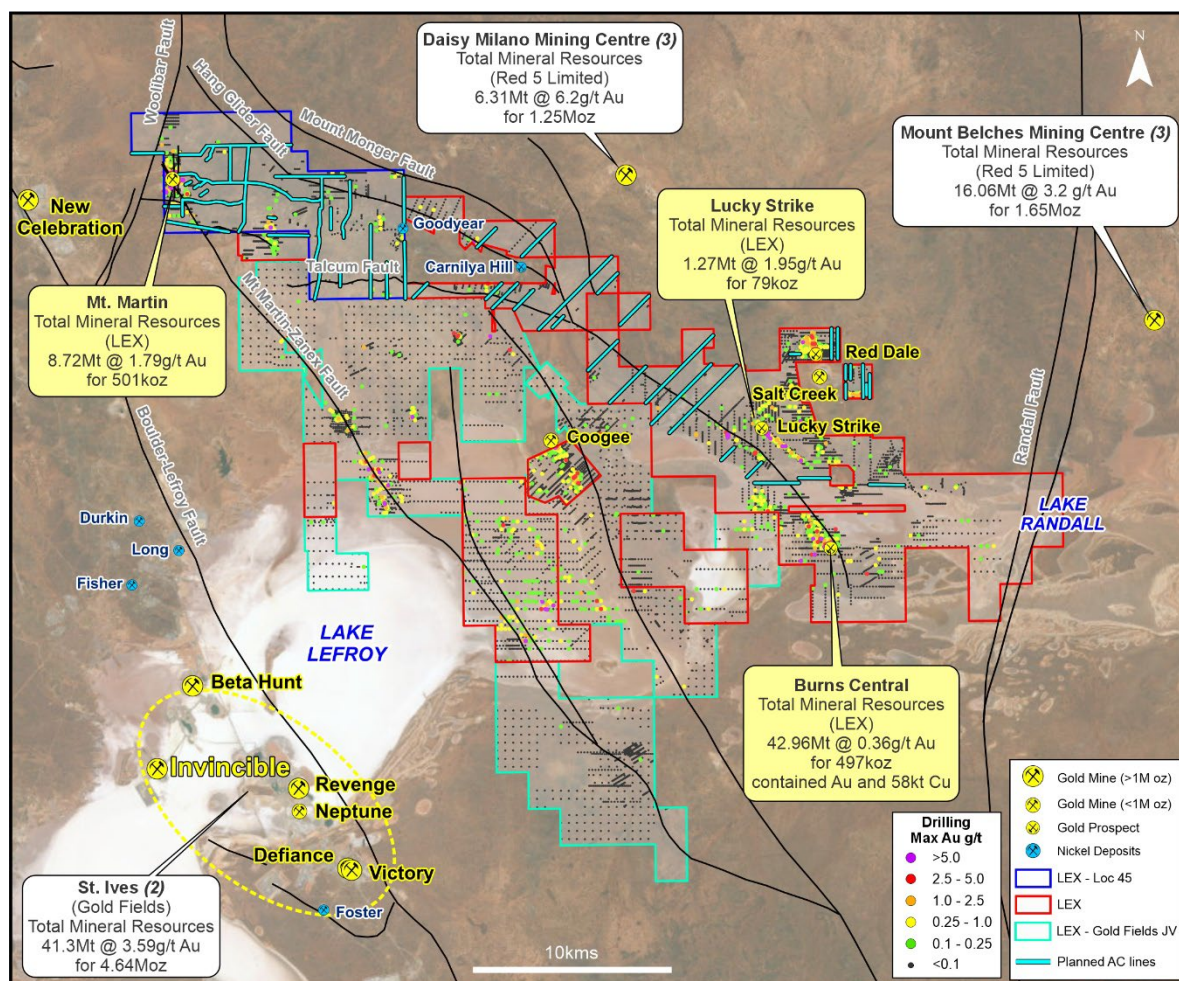 Daisy Milano Mining Centre (3)
Total Mineral Resources
(Red 5 Limited)
6.31Mt @ 6.2g/t Au
for 1.25Moz
N
Mount Belches Mining Centre (3)
Total Mineral Resources
(Red 5 Limited)
16.06Mt @ 3.2 g/t Au
for 1.65Moz
Woolibar Fault
Hang Glider Fault
Mount Monger Fault
New
Celebration
Goodyear
Carnilya Hill
Talcum Fault
Lucky Strike
Total Mineral Resources
(LEX)
1.27Mt @ 1.95g/t Au
for 79koz
Mt. Martin
Total Mineral Resources
(LEX)
8.72Mt @ 1.79g/t Au
for 501koz
Mt Martin-Zanex Fault
Red Dale
Salt Creek
Lucky Strike
Coogee
Boulder-Lefroy Fault
Randall Fault
Durkin
Long
Fisher
LAKE
RANDALL
LAKE
LEFROY
Beta Hunt
Invincible
Revenge
Neptune
Defiance
Victory
Foster
Burns Central
Total Mineral Resources
(LEX)
42.96Mt @ 0.36g/t Au
for 497koz
contained Au and 58kt Cu
St. Ives (2)
(Gold Fields)
Total Mineral Resources
41.3Mt @ 3.59g/t Au
for 4.64Moz
10kms
Drilling
Max Au g/t
>5.0
2.5 - 5.0
1.0 - 2.5
0.25 - 1.0
0.1 - 0.25
<0.1
Gold Mine (>1M oz)
Gold Mine (<1M oz)
Gold Prospect
Nickel Deposits
LEX - Loc 45
LEX
LEX - Gold Fields JV
Planned AC lines